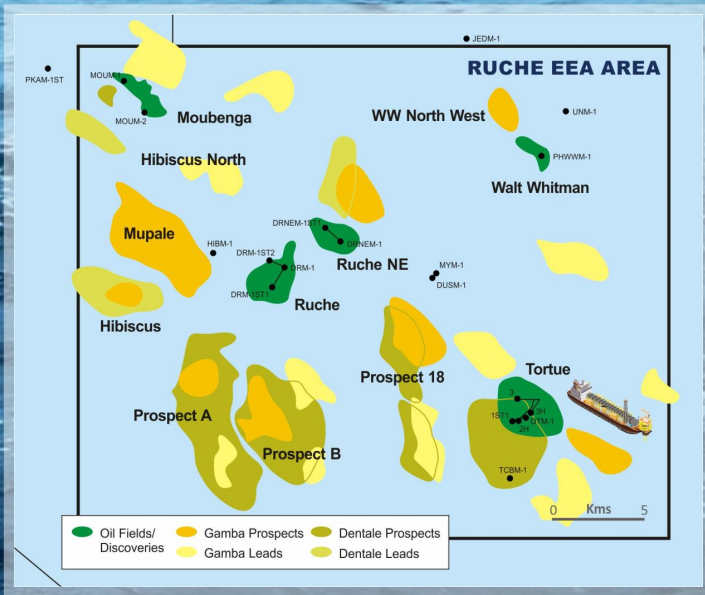 JEDM-1
RUCHE EEA AREA
PKAM-1ST
MOUM-1
MOUM-2
Moubenga
WW North West
UNM-1
PHWWM-1
Walt Whitman
Hibiscus North
Mupale
HIBM-1
DRNEM-1ST1
DRNEM-1
Ruche NE
DRM-1ST2
DRM-1
DRM-1ST1
Ruche
MYM-1
DUSM-1
Hibiscus
Prospect A
Prospect B
Prospect 18
Tortue
3
3H
1ST1
DTM-1
2H
TCBM-1
0 Kms 5
Oil Fields/
Discoveries
Gamba Prospects
Gamba Leads
Dentale Prospects
Dentale Leads